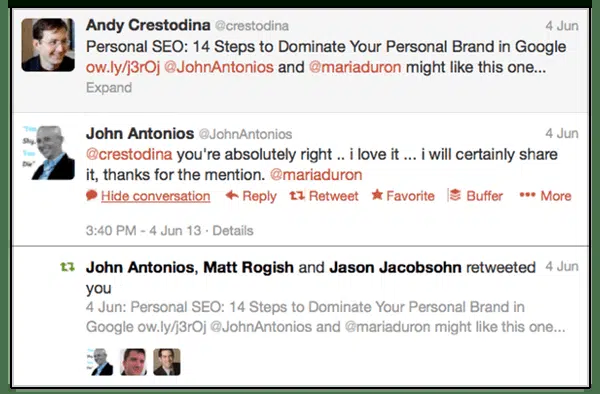 Andy Crestodina @crestodina 4 Jun
Personal SEO: 14 Steps to Dominate Your Personal Brand in Google
ow.ly/j3rOj @JohnAntonios and @mariaduron might like this one...
Expand
John Antonios @JohnAntonios 4 Jun
@crestodina you're absolutely right .. i love it ... i will certainly share
it, thanks for the mention. @mariaduron
Hide conversation Reply Retweet Favorite Buffer More
3:40 PM - 4 Jun 13 · Details
John Antonios, Matt Rogish and Jason Jacobsohn retweeted 4 Jun
you
4 Jun: Personal SEO: 14 Steps to Dominate Your Personal Brand in
Google ow.ly/j3rOj @JohnAntonios and @mariaduron might like this one...